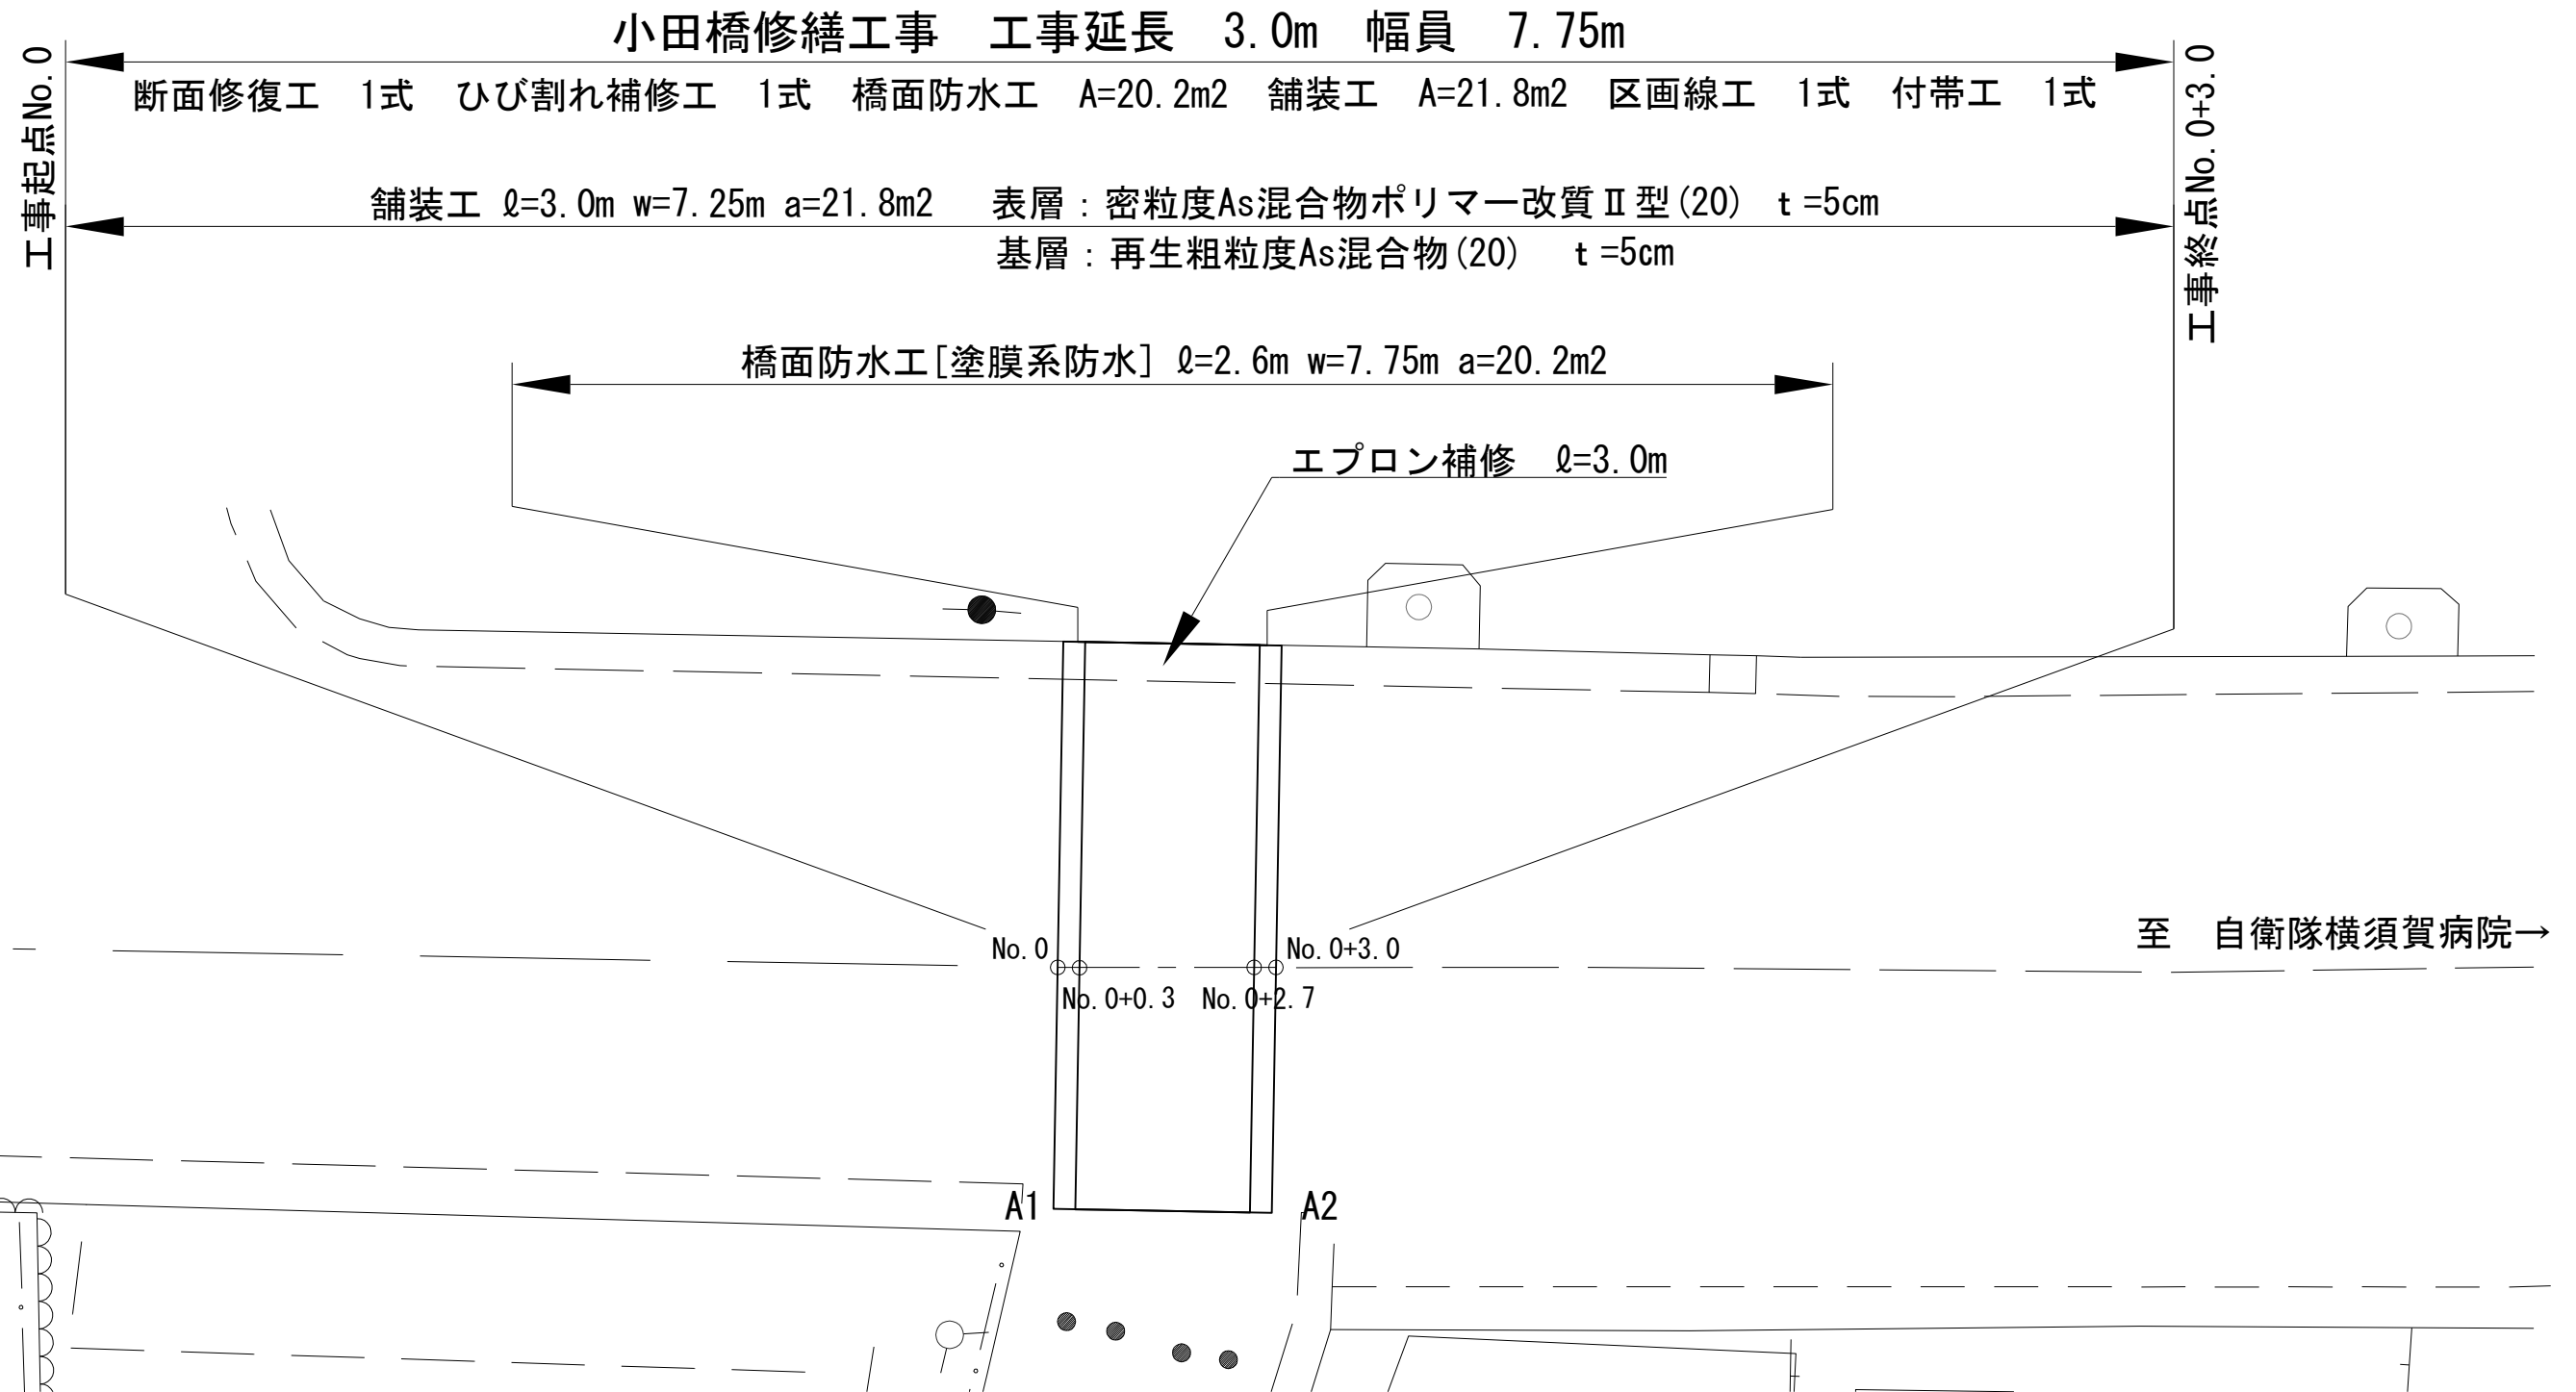 小田橋修繕工事　工事延長　3.0m　幅員　7.75m
工事起点No.0
工事終点No.0+3.0
断面修復工　1式　ひび割れ補修工　1式　橋面防水工　A=20.2m2　舗装工　A=21.8m2　区画線工　1式　付帯工　1式
舗装工 ℓ=3.0m w=7.25m a=21.8m2　表層：密粒度As混合物ポリマー改質Ⅱ型(20)　t=5cm
基層：再生粗粒度As混合物(20)　t=5cm
橋面防水工[塗膜系防水] ℓ=2.6m w=7.75m a=20.2m2
エプロン補修　ℓ=3.0m
至　自衛隊横須賀病院→
No.0
No.0+3.0
No.0+0.3
No.0+2.7
A1
A2